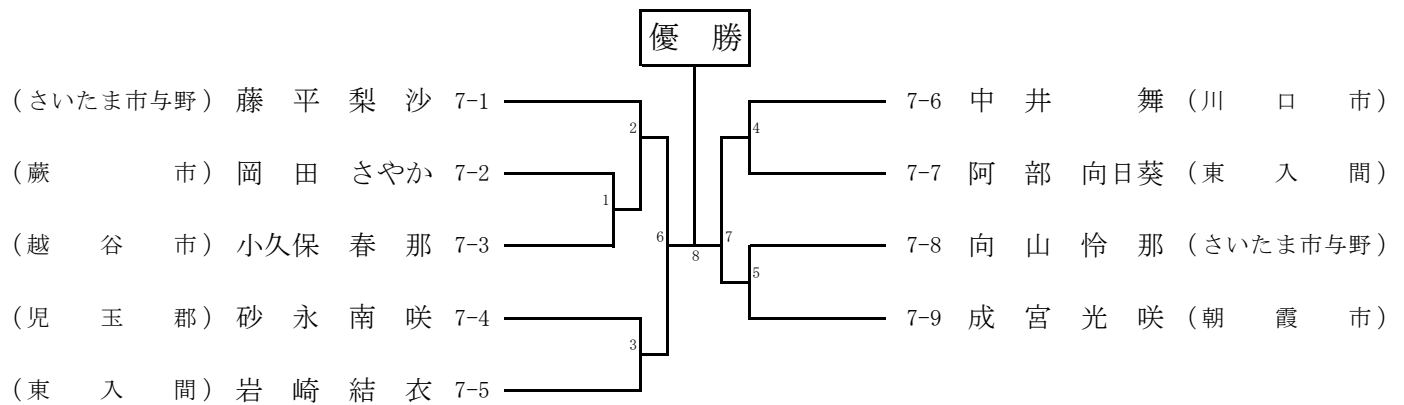 優 勝
(さいたま市与野) 藤 平 梨 沙 7-1
7-6 中 井 舞 (川 口 市)
2
4
(蕨 市) 岡 田 さやか 7-2
7-7 阿 部 向日葵 (東 入 間)
1
(越 谷 市) 小久保 春 那 7-3
6
8
7
7-8 向 山 怜 那 (さいたま市与野)
5
(児 玉 郡) 砂 永 南 咲 7-4
7-9 成 宮 光 咲 (朝 霞 市)
3
(東 入 間) 岩 崎 結 衣 7-5